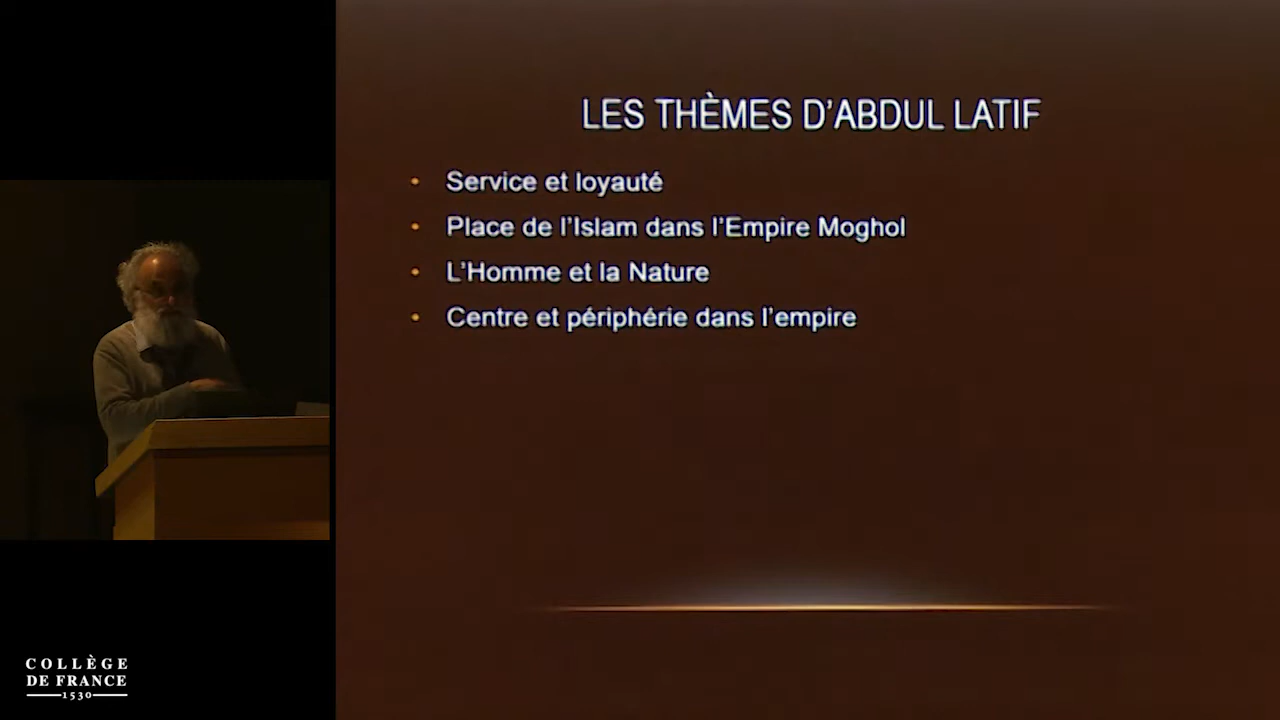 LES THÈMES D'ABDUL LATIF
• Service et loyauté
• Place de l'Islam dans l'Empire Moghol
• L'Homme et la Nature
• Centre et périphérie dans l'empire
COLLÈGE
DE FRANCE
1530